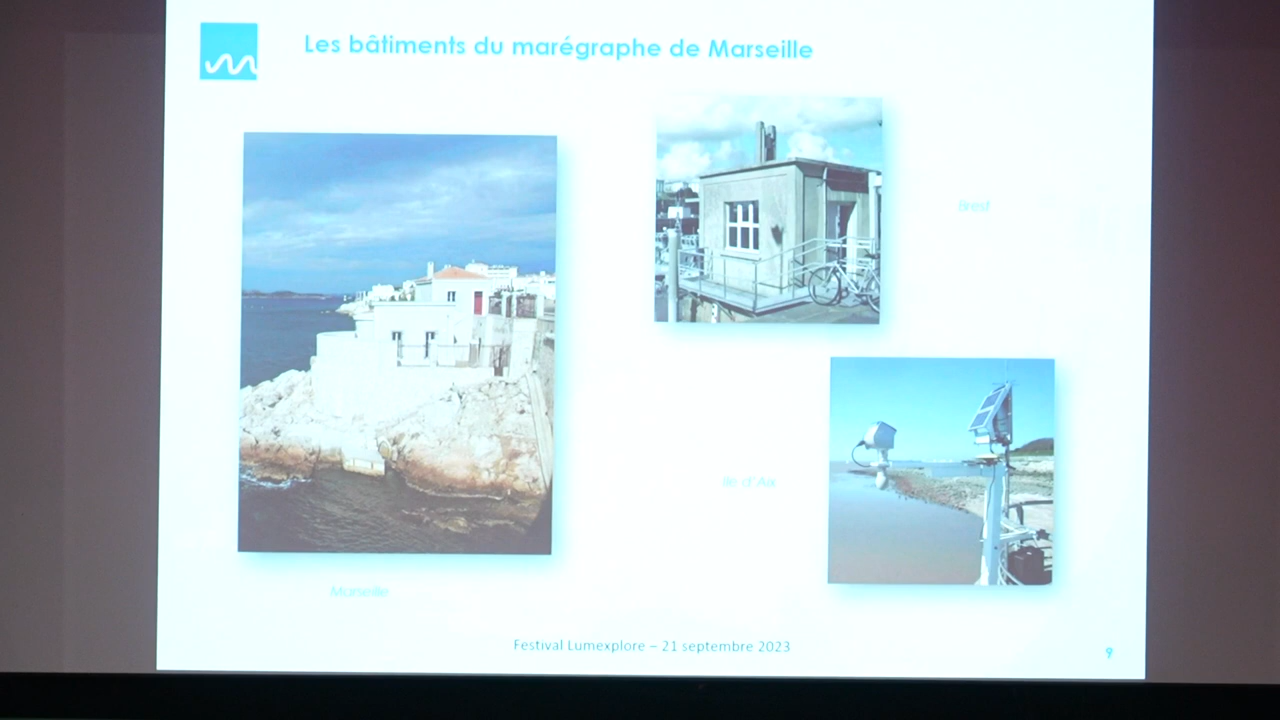 Les bâtiments du marégraphe de Marseille
Brest
Ile d'Aix
Marseille
Festival Lumexplore – 21 septembre 2023
9